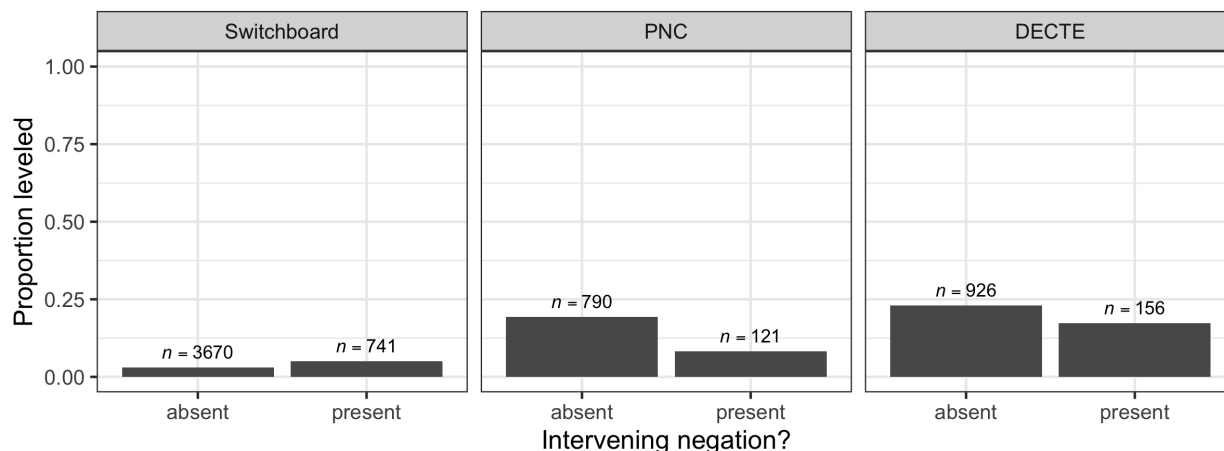 Switchboard PNC DECTE
Proportion leveled
1.00
0.75
0.50
0.25
0.00
n = 3670 n = 741 n = 790 n = 121 n = 926 n = 156
absent present absent present absent present
Intervening negation?